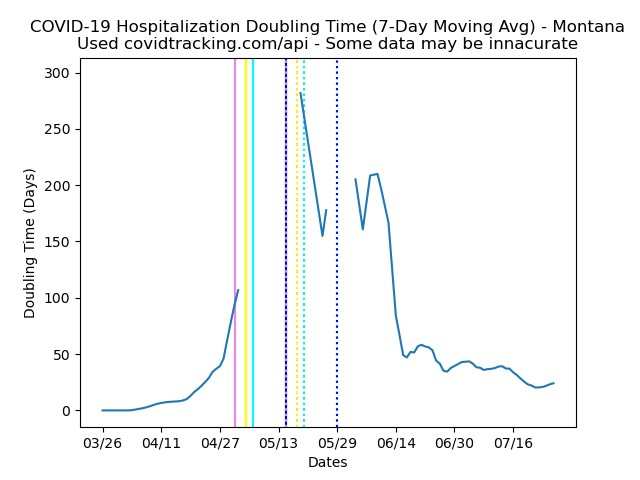 COVID-19 Hospitalization Doubling Time (7-Day Moving Avg) - Montana
Used covidtracking.com/api - Some data may be innacurate
300
250
200
150
100
50
0
Doubling Time (Days)
03/26 04/11 04/27 05/13 05/29 06/14 06/30 07/16
Dates